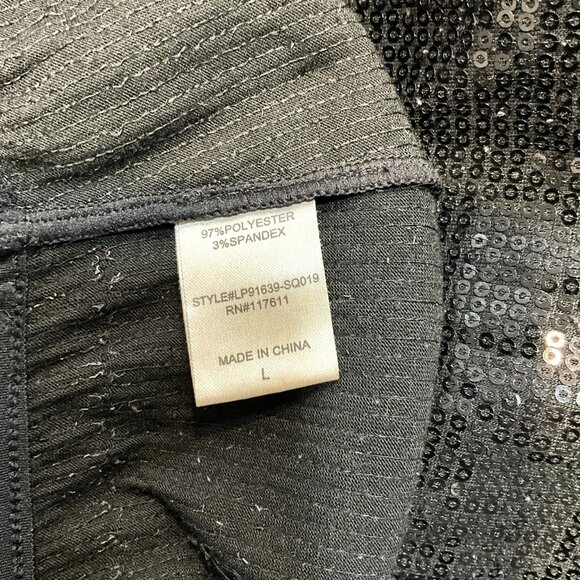 97%POLYESTER
3%SPANDEX
STYLE#LP91639-SQ019
RN#117611
MADE IN CHINA
L